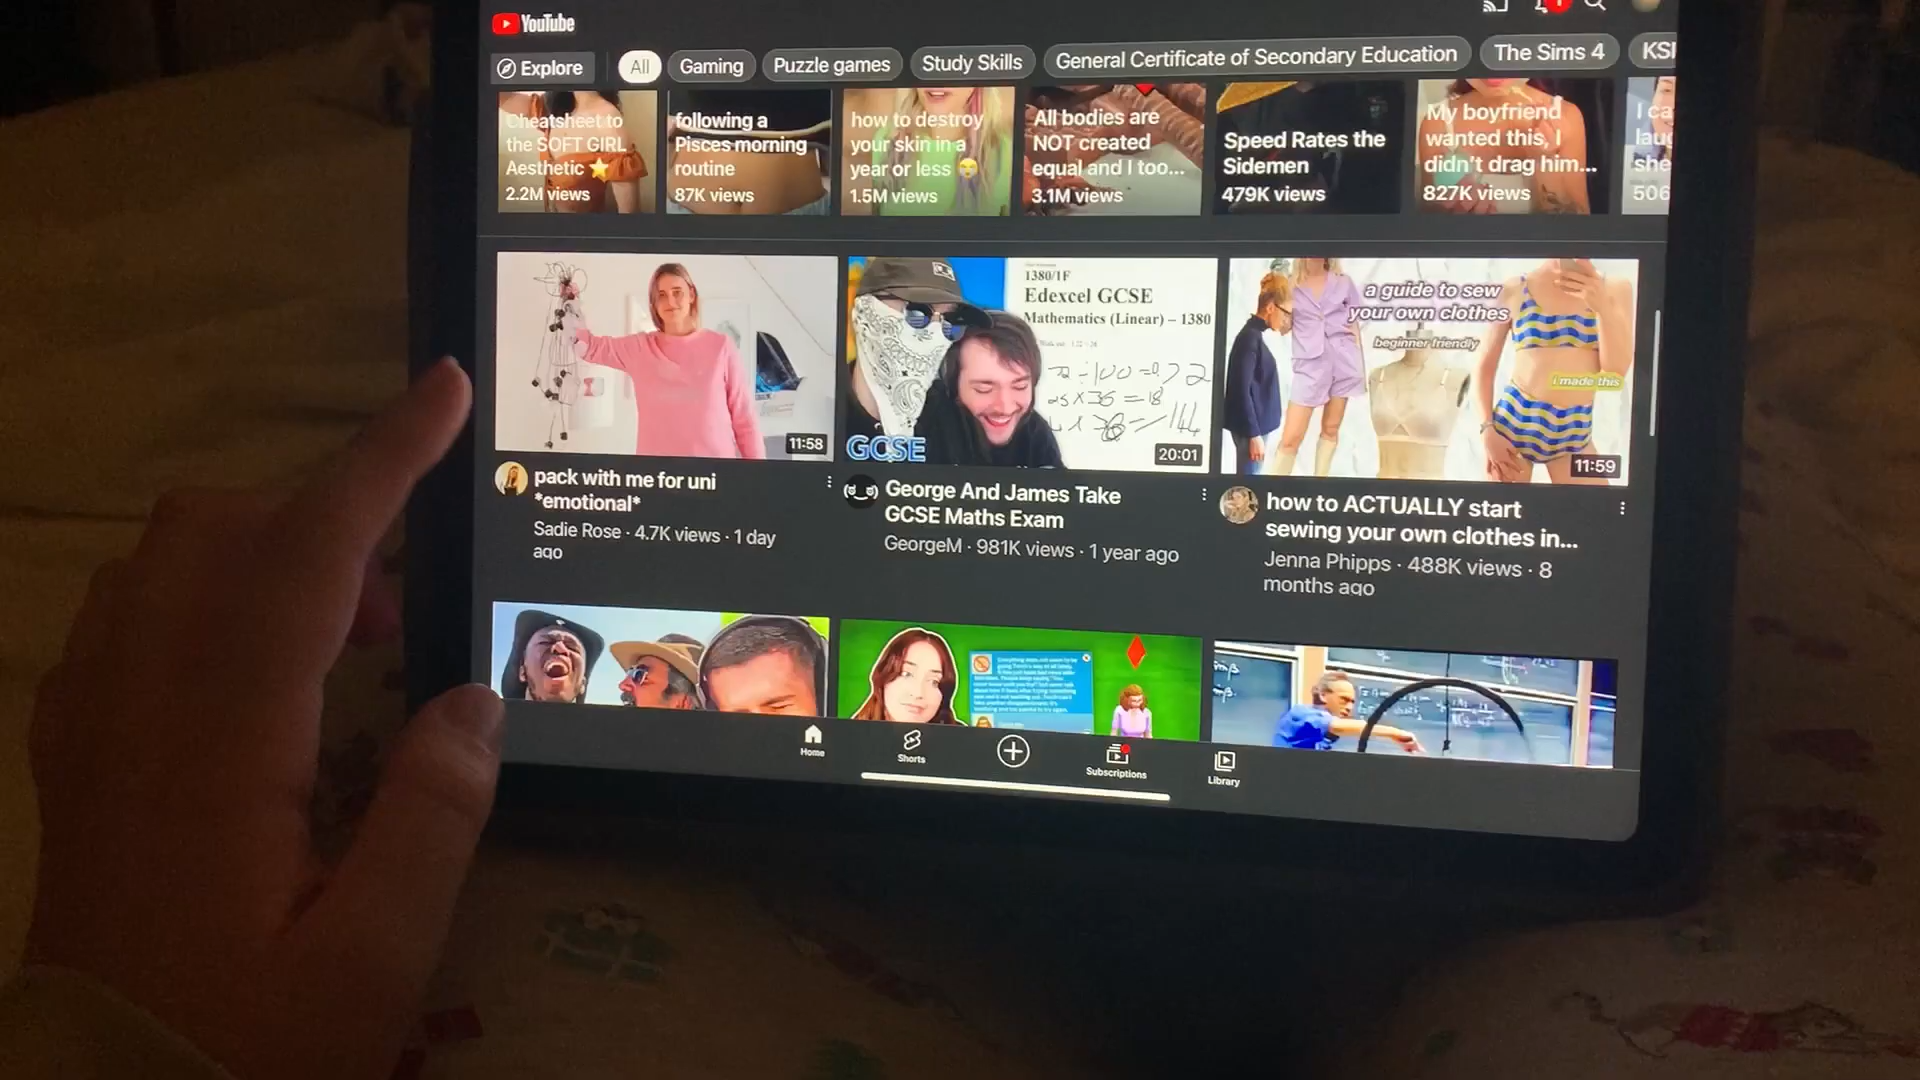 YouTube
Explore
All
Gaming
Puzzle games
Study Skills
General Certificate of Secondary Education
The Sims 4
KSI
Cheatsheet to
the SOFT GIRL
Aesthetic ⭐
2.2M views
following a
Pisces morning
routine
87K views
how to destroy
your skin in a
year or less 😭
1.5M views
All bodies are
NOT created
equal and I too...
3.1M views
Speed Rates the
Sidemen
479K views
My boyfriend
wanted this, I
didn't drag him...
827K views
I ca
laug
she
506
11:58
pack with me for uni
*emotional*
Sadie Rose · 4.7K views · 1 day
ago
1380/1F
Edexcel GCSE
Mathematics (Linear) – 1380
GCSE
20:01
George And James Take
GCSE Maths Exam
GeorgeM · 981K views · 1 year ago
a guide to sew
your own clothes
beginner friendly
i made this
11:59
how to ACTUALLY start
sewing your own clothes in...
Jenna Phipps · 488K views · 8
months ago
Home
Shorts
Subscriptions
Library